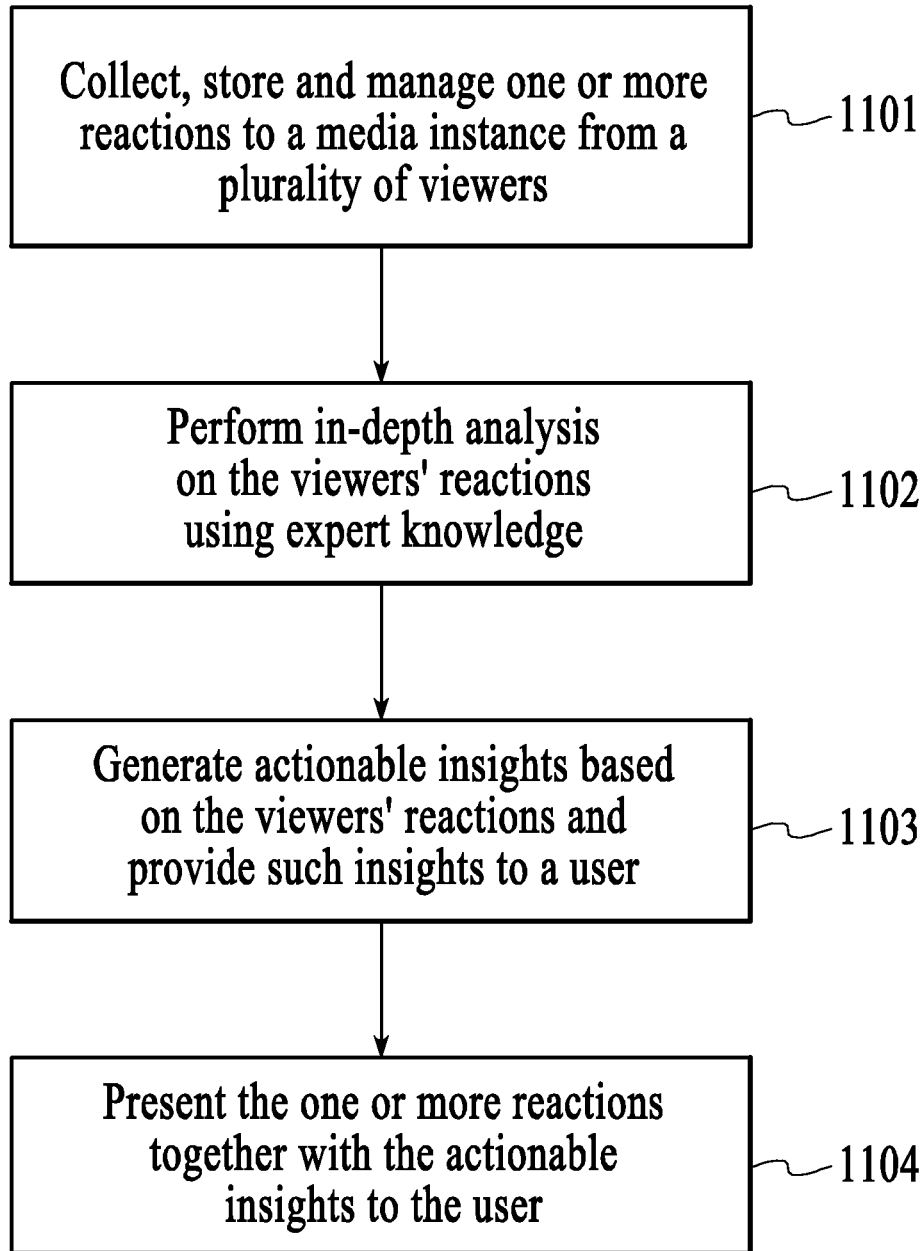 Collect, store and manage one or more
reactions to a media instance from a
plurality of viewers
1101
Perform in-depth analysis
on the viewers' reactions
using expert knowledge
1102
Generate actionable insights based
on the viewers' reactions and
provide such insights to a user
1103
Present the one or more reactions
together with the actionable
insights to the user
1104